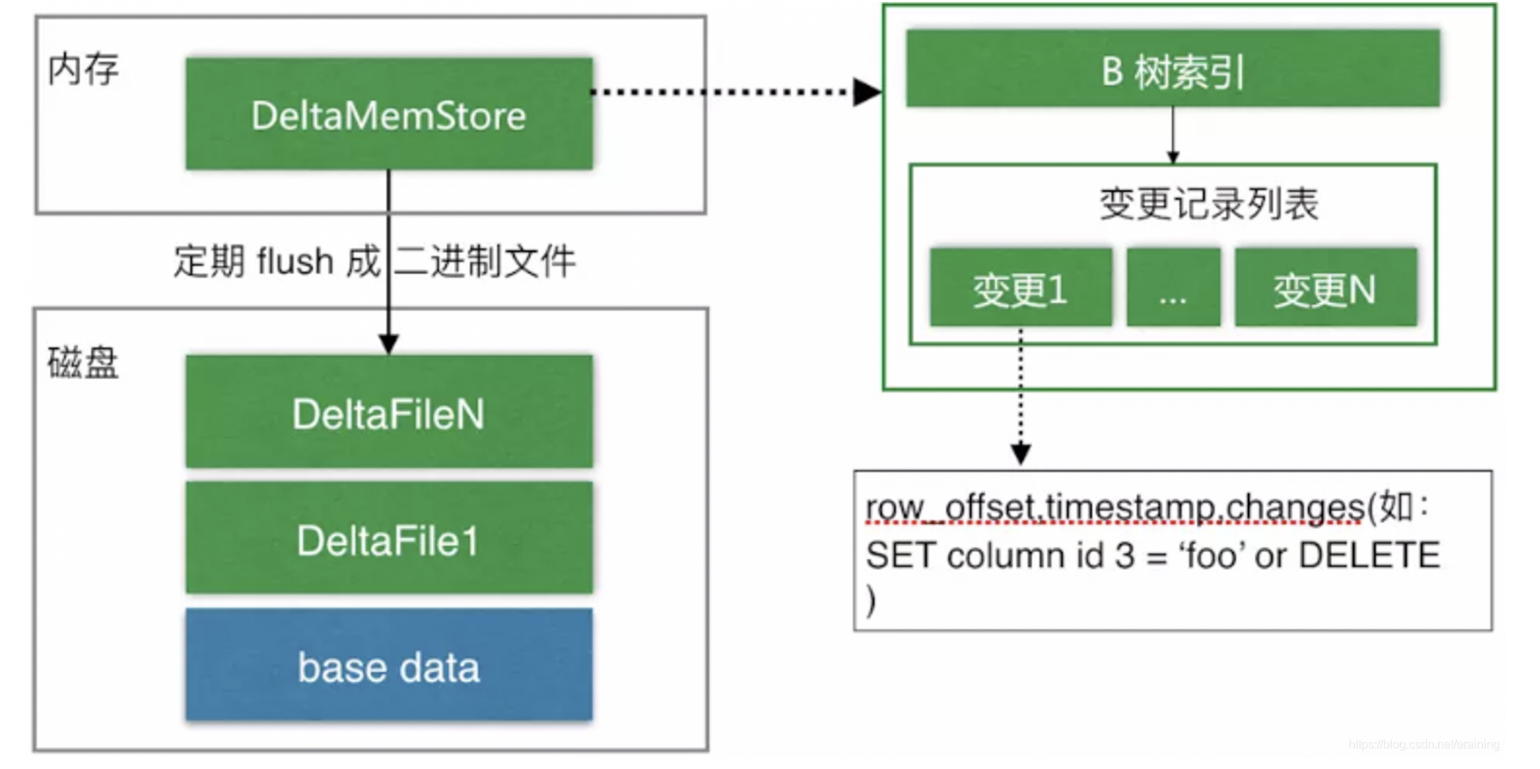 内存
DeltaMemStore
定期 flush 成 二进制文件
磁盘
DeltaFileN
DeltaFile1
base data
B 树索引
变更记录列表
变更1
...
变更N
row_offset,timestamp,changes(如：
SET column id 3 = ‘foo’ or DELETE
)
https://blog.csdn.net/eraining